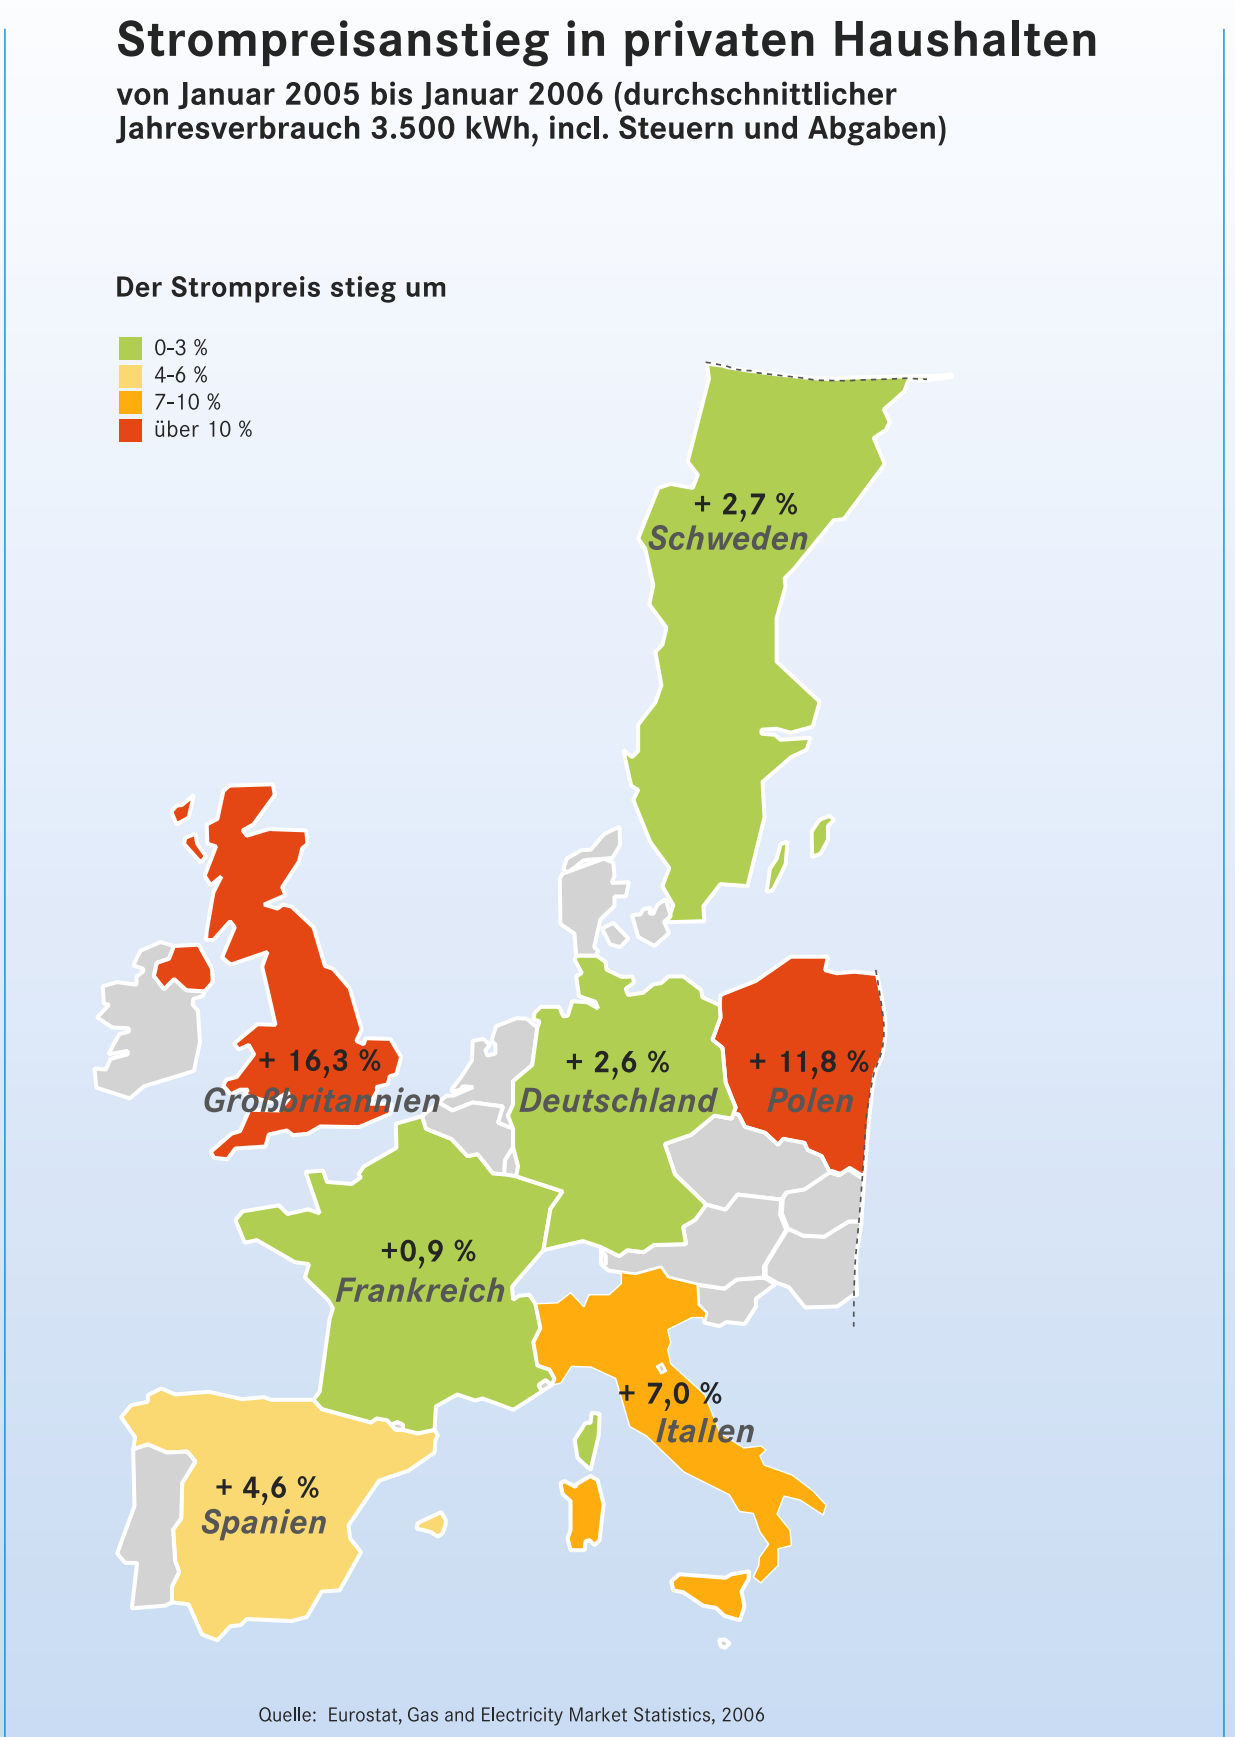 Strompreisanstieg in privaten Haushalten
von Januar 2005 bis Januar 2006 (durchschnittlicher
Jahresverbrauch 3.500 kWh, incl. Steuern und Abgaben)
Der Strompreis stieg um
0-3 %
4-6 %
7-10 %
über 10 %
+ 2,7 %
Schweden
+ 16,3 %
Großbritannien
+ 2,6 %
Deutschland
+ 11,8 %
Polen
+0,9 %
Frankreich
+ 7,0 %
Italien
+ 4,6 %
Spanien
Quelle: Eurostat, Gas and Electricity Market Statistics, 2006